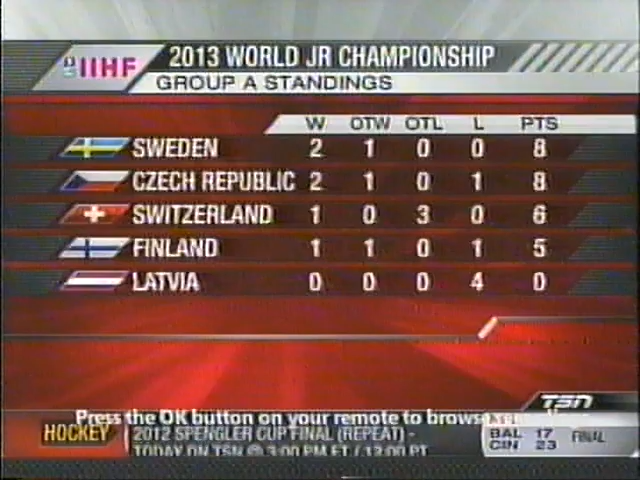 IIHF
2013 WORLD JR CHAMPIONSHIP
GROUP A STANDINGS
W OTW OTL L PTS
SWEDEN 2 1 0 0 8
CZECH REPUBLIC 2 1 0 1 8
SWITZERLAND 1 0 3 0 6
FINLAND 1 1 0 1 5
LATVIA 0 0 0 4 0
TSN
Press the OK button on your remote to brows
HOCKEY
2012 SPENGLER CUP FINAL (REPEAT) -
TODAY ON TSN @ 3:00 PM ET / 12:00 PT
BAL 17
CIN 23
FINAL